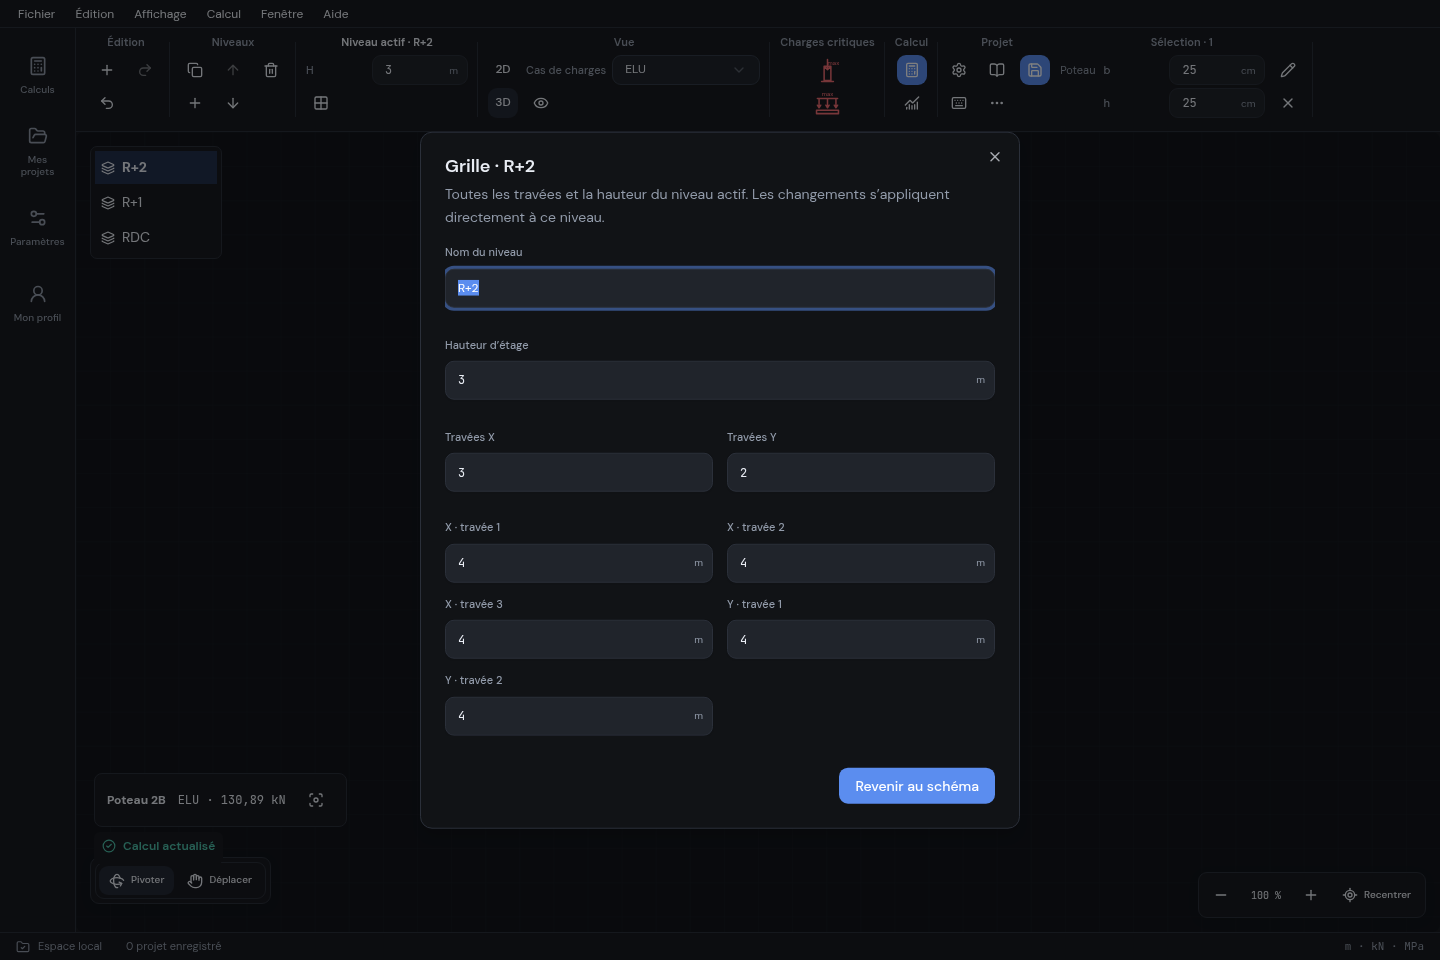 Fichier Édition Affichage Calcul Fenêtre Aide
Édition Niveaux Niveau actif · R+2 Vue Charges critiques Calcul Projet Sélection · 1
H 3 m 2D Cas de charges ELU max Poteau b 25 cm
3D max h 25 cm
Calculs
Mes projets
Paramètres
Mon profil
R+2
R+1
RDC
Grille · R+2
Toutes les travées et la hauteur du niveau actif. Les changements s’appliquent
directement à ce niveau.
Nom du niveau
R+2
Hauteur d’étage
3 m
Travées X Travées Y
3 2
X · travée 1 X · travée 2
4 m 4 m
X · travée 3 Y · travée 1
4 m 4 m
Y · travée 2
4 m
Revenir au schéma
Poteau 2B ELU · 130,89 kN
Calcul actualisé
Pivoter Déplacer
100 % Recentrer
Espace local 0 projet enregistré m · kN · MPa